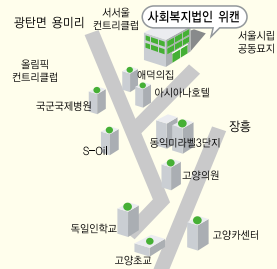 사회복지법인 위캔
광탄면 용미리
서서울
컨트리클럽
서울시립
공동묘지
올림픽
컨트리클럽
애덕의집
아시아나호텔
국군국제병원
장흥
S-Oil
동익미라벨3단지
고양의원
독일인학교
고양카센터
고양초교